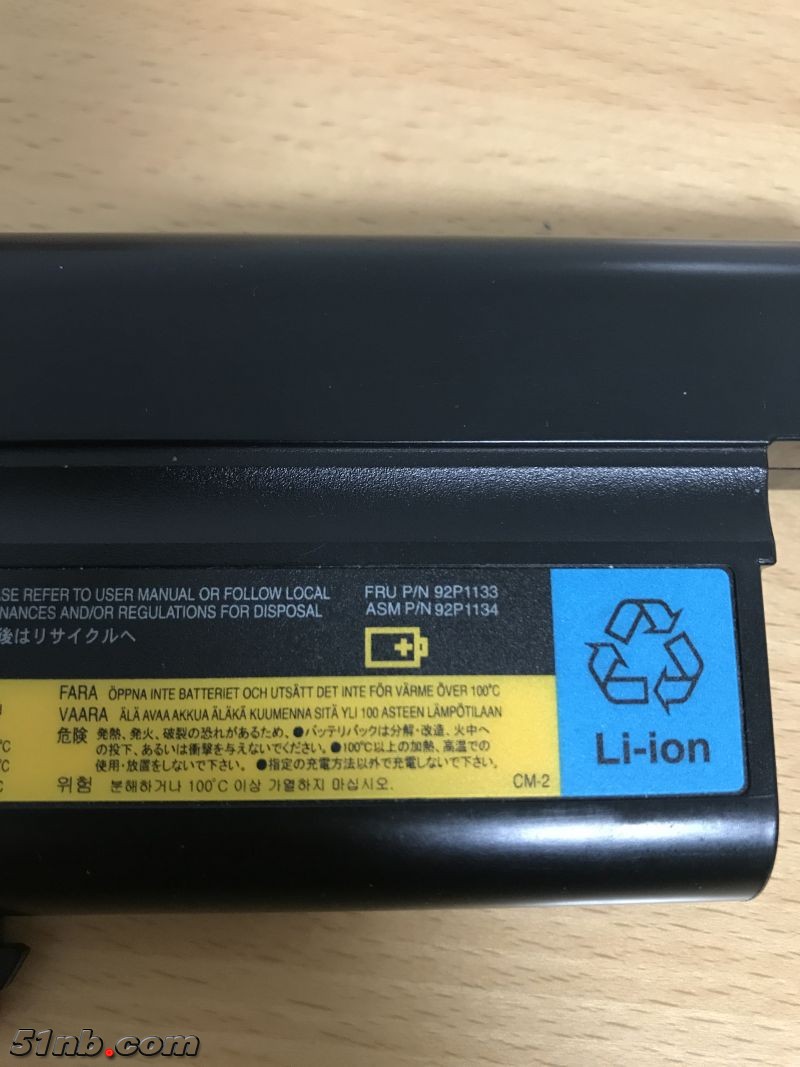 REFER TO USER MANUAL OR FOLLOW LOCAL
AND/OR REGULATIONS FOR DISPOSAL
後はリサイクルへ
FRU P/N 92P1133
ASM P/N 92P1134
FARA ÖPPNA INTE BATTERIET OCH UTSÄTT DET INTE FÖR VÄRME ÖVER 100°C
VAARA ÄLÄ AVAA AKKUA ÄLÄKÄ KUUMENNA SITÄ YLI 100 ASTEEN LÄMPÖTILAAN
危険 発熱、発火、破裂の恐れがあるため、●バッテリパックは分解・改造、火中へ
の投下、あるいは衝撃を与えないでください。●100°C以上の加熱、高温での
使用・放置をしないで下さい。●指定の充電方法以外で充電しないで下さい。
위험 분해하거나 100°C 이상 가열하지 마십시오.
CM-2
Li-ion
51nb.com